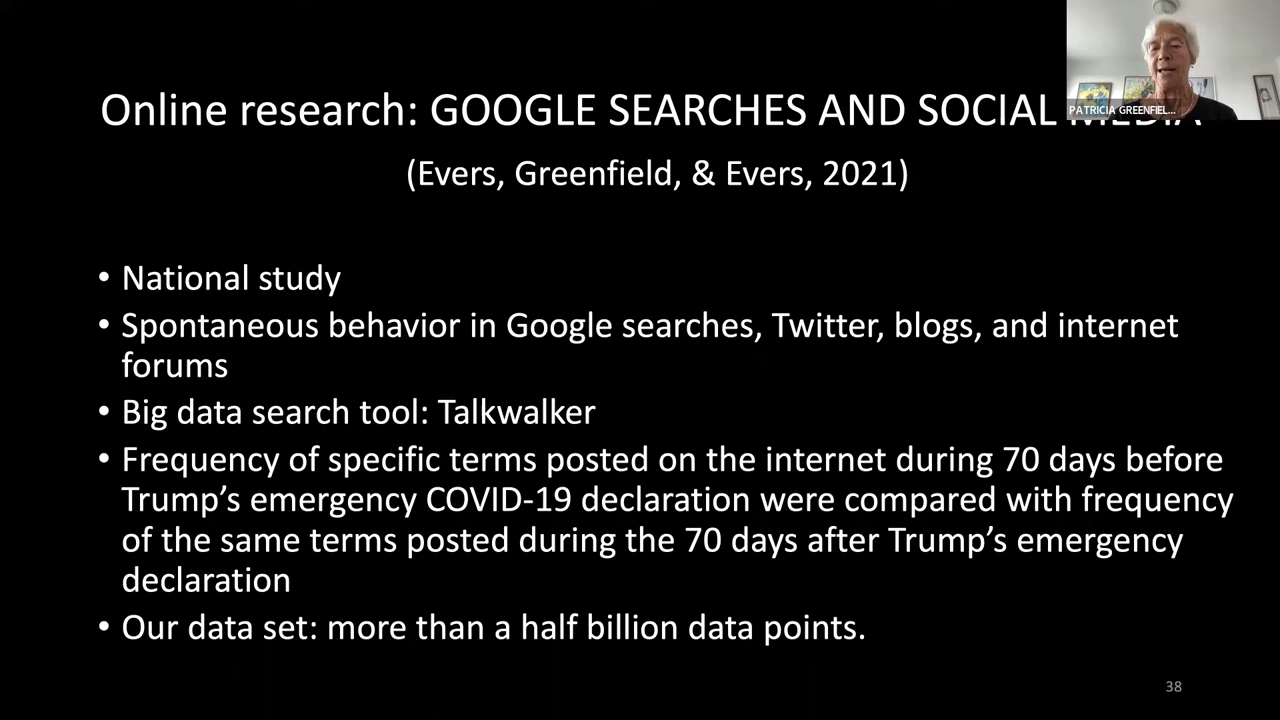 Online research: GOOGLE SEARCHES AND SOCIAL
PATRICIA GREENFIEL...
(Evers, Greenfield, & Evers, 2021)
• National study
• Spontaneous behavior in Google searches, Twitter, blogs, and internet
forums
• Big data search tool: Talkwalker
• Frequency of specific terms posted on the internet during 70 days before
Trump’s emergency COVID-19 declaration were compared with frequency
of the same terms posted during the 70 days after Trump’s emergency
declaration
• Our data set: more than a half billion data points.
38